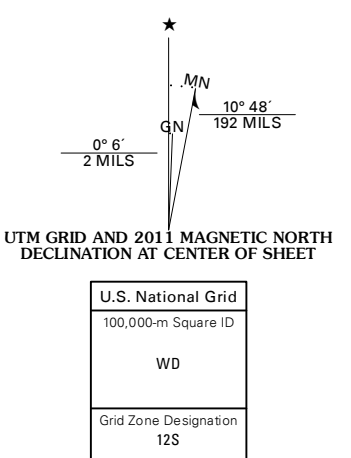 MN
GN
10° 48´
192 MILS
0° 6´
2 MILS
UTM GRID AND 2011 MAGNETIC NORTH
DECLINATION AT CENTER OF SHEET
U.S. National Grid
100,000-m Square ID
WD
Grid Zone Designation
12S